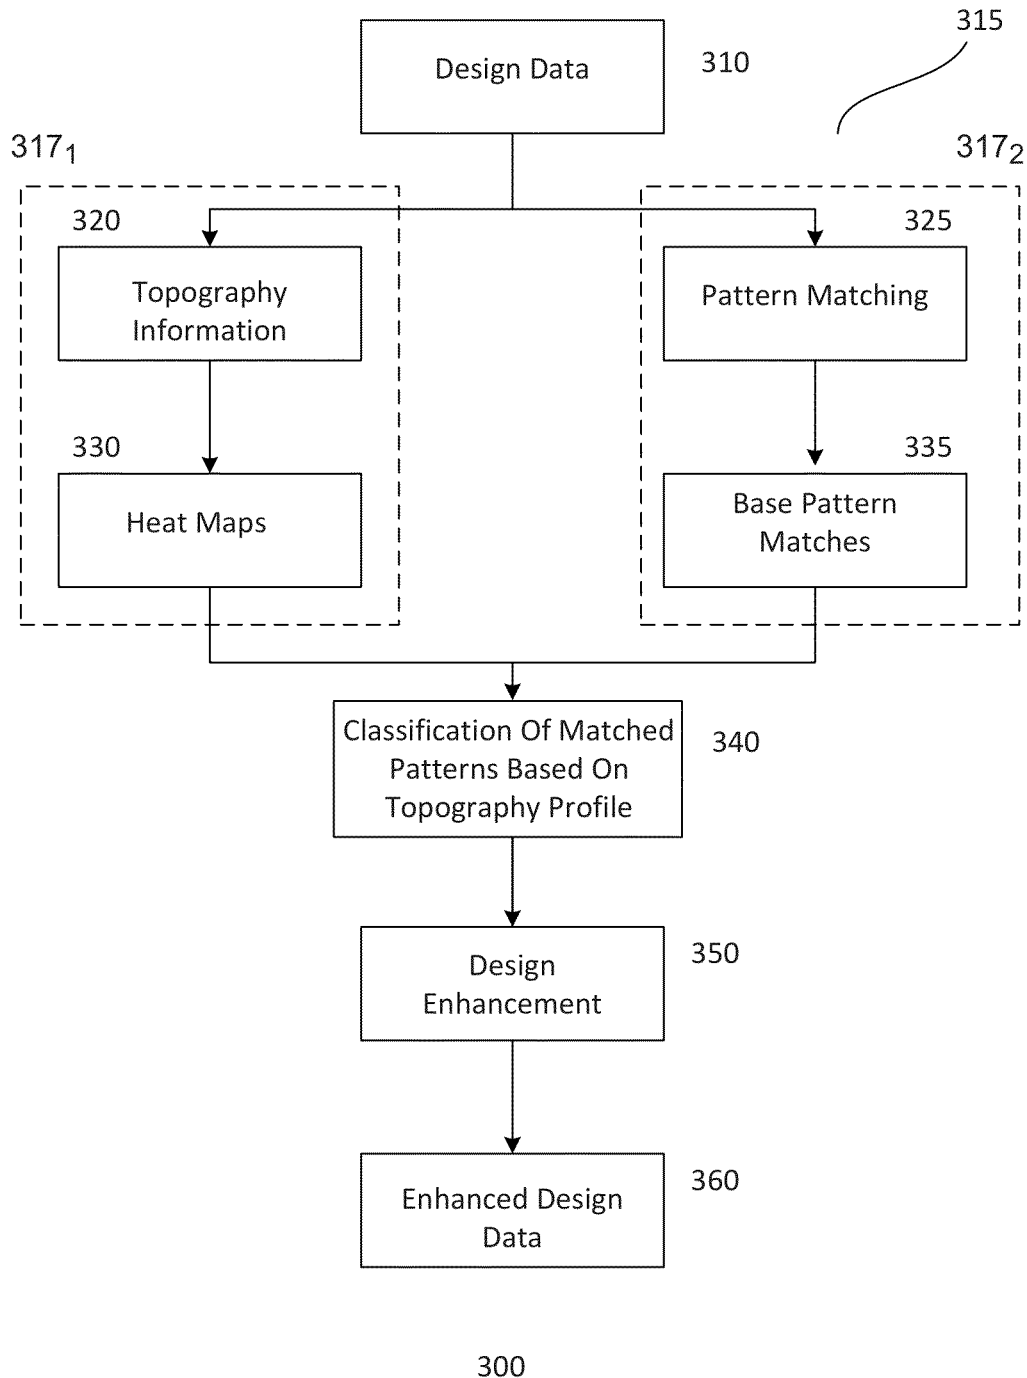 315
Design Data
310
317₁
317₂
320
325
Topography
Information
Pattern Matching
330
335
Heat Maps
Base Pattern
Matches
Classification Of Matched
Patterns Based On
Topography Profile
340
Design
Enhancement
350
Enhanced Design
Data
360
300